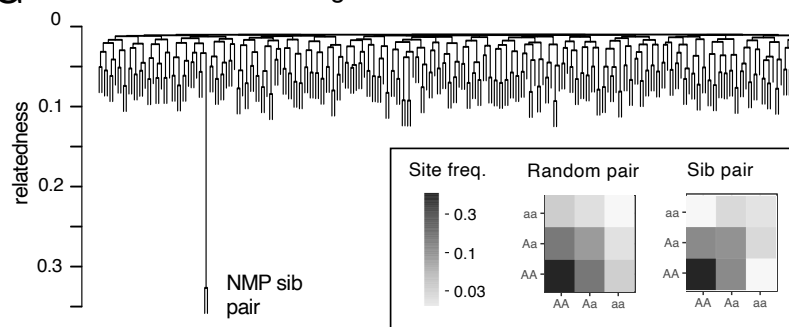 0
0.1
0.2
0.3
relatedness
NMP sib
pair
Site freq.
0.3
0.1
0.03
Random pair
aa
Aa
AA
AA Aa aa
Sib pair
aa
Aa
AA
AA Aa aa